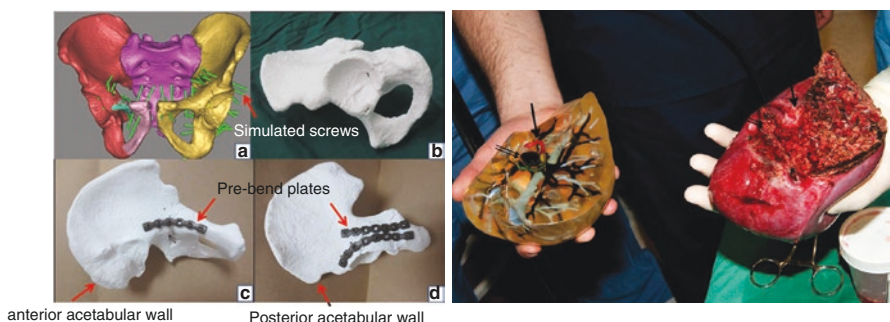 Simulated screws
a
b
Pre-bend plates
c
d
anterior acetabular wall
Posterior acetabular wall